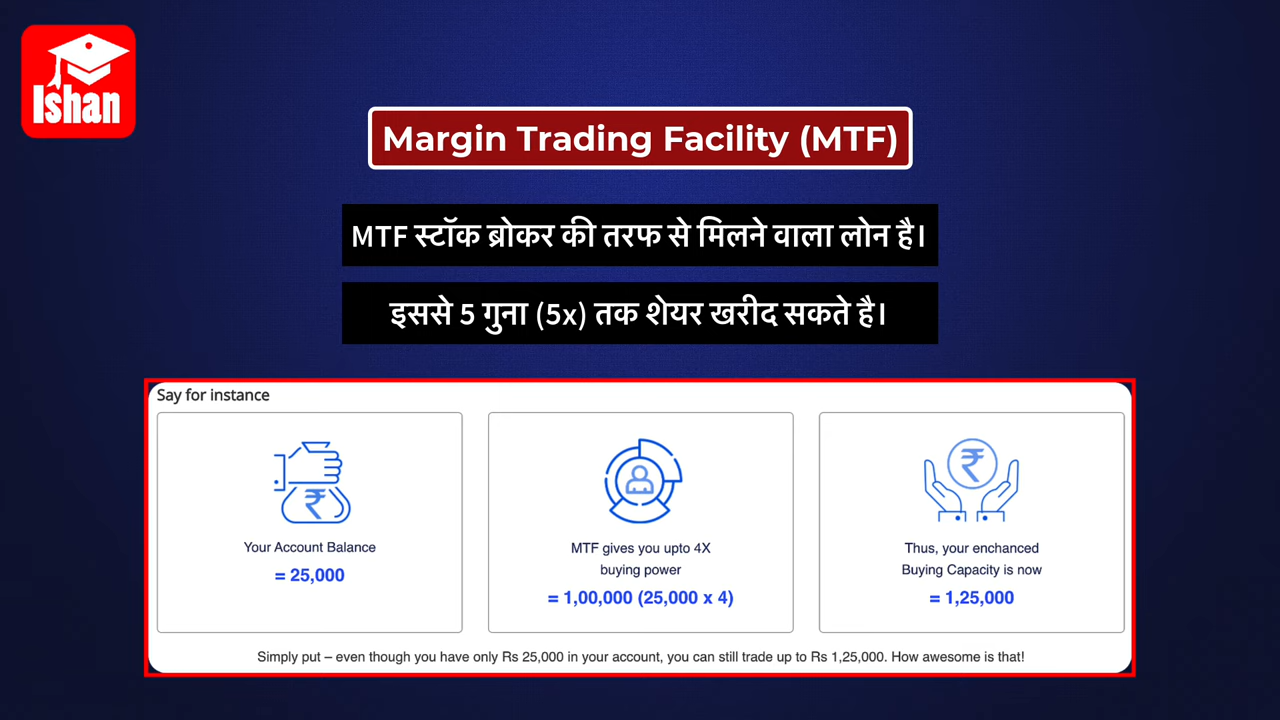 Ishan
Margin Trading Facility (MTF)
MTF स्टॉक ब्रोकर की तरफ से मिलने वाला लोन है।
इससे 5 गुना (5x) तक शेयर खरीद सकते है।
Say for instance
Your Account Balance
= 25,000
MTF gives you upto 4X
buying power
= 1,00,000 (25,000 x 4)
Thus, your enchanced
Buying Capacity is now
= 1,25,000
Simply put – even though you have only Rs 25,000 in your account, you can still trade up to Rs 1,25,000. How awesome is that!